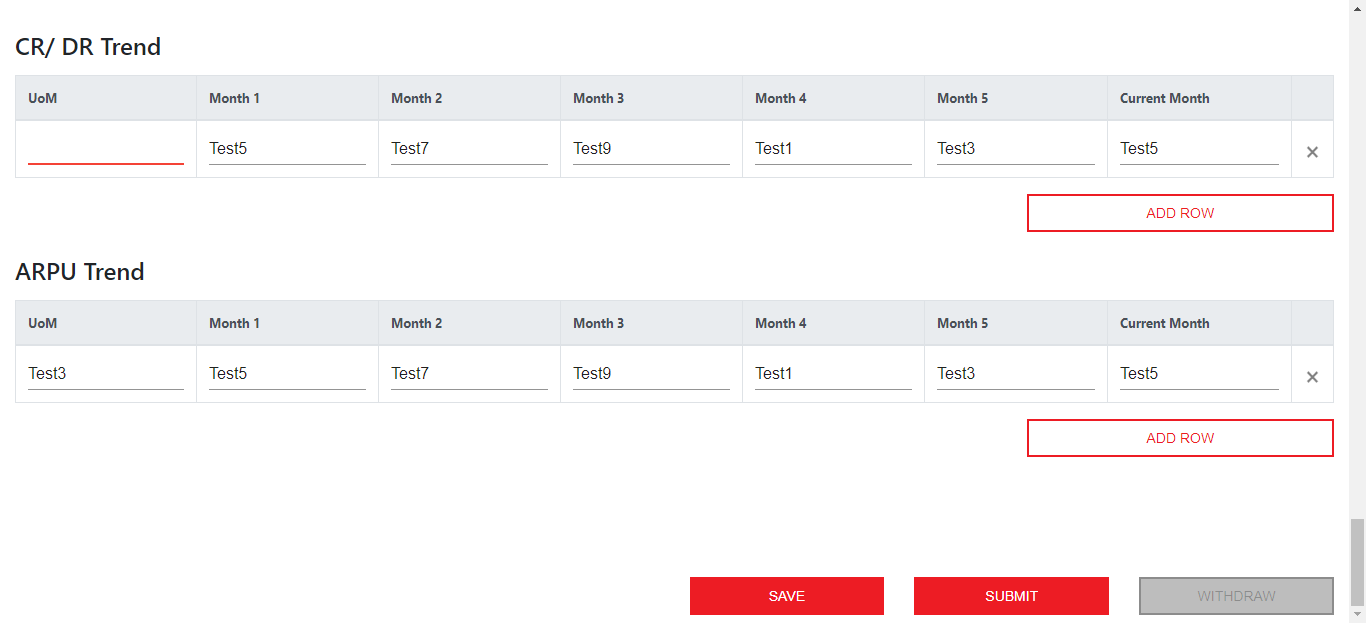 CR/ DR Trend
UoM Month 1 Month 2 Month 3 Month 4 Month 5 Current Month
Test5 Test7 Test9 Test1 Test3 Test5
ADD ROW
ARPU Trend
UoM Month 1 Month 2 Month 3 Month 4 Month 5 Current Month
Test3 Test5 Test7 Test9 Test1 Test3 Test5
ADD ROW
SAVE SUBMIT WITHDRAW